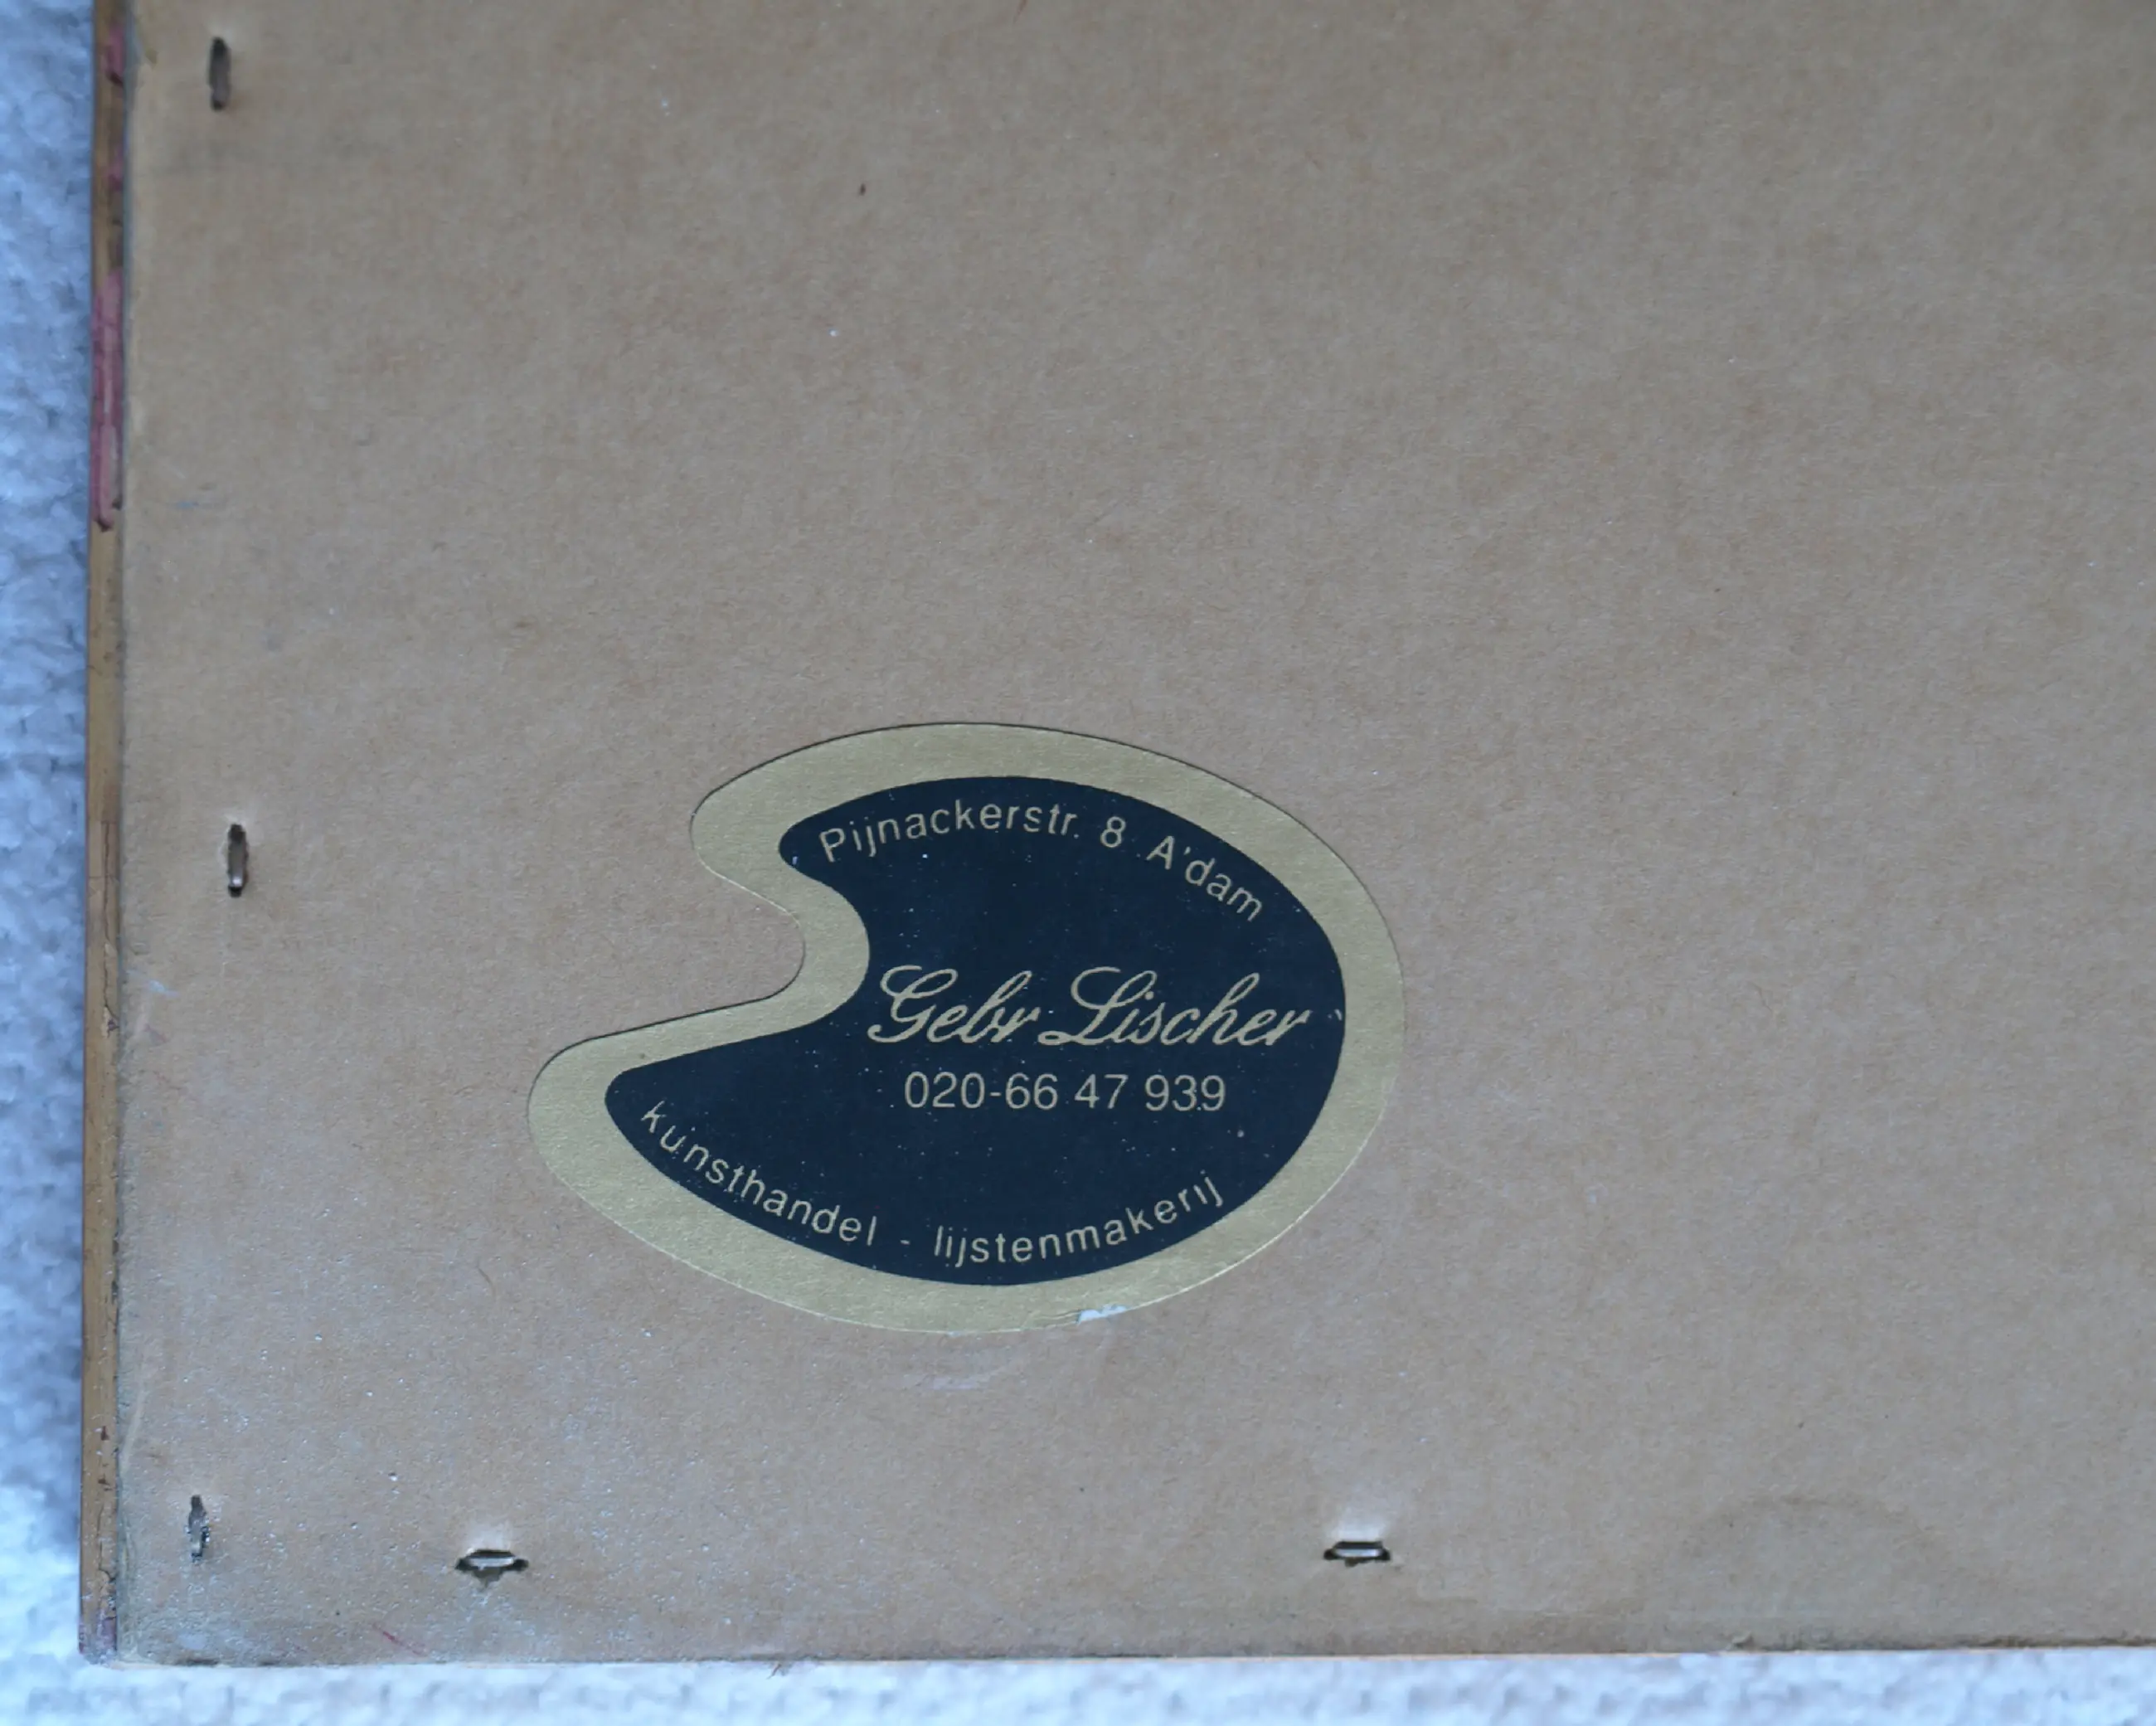 Pijnackerstr. 8 A'dam
Gebr Lischer
020-66 47 939
kunsthandel - lijstenmakerij